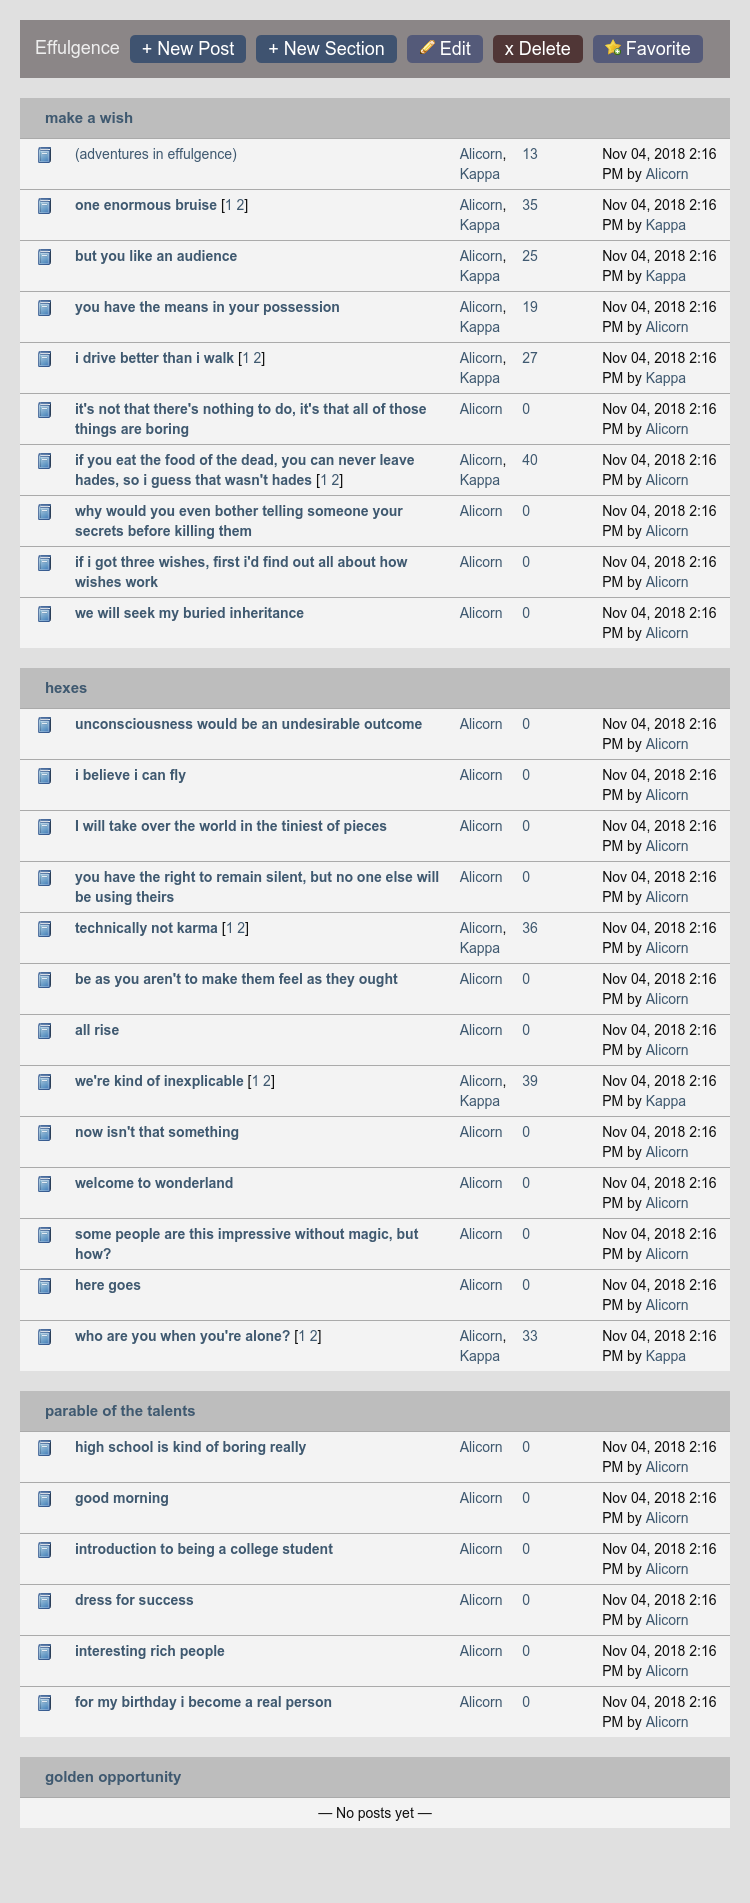 Effulgence + New Post + New Section Edit x Delete Favorite
make a wish
(adventures in effulgence) Alicorn, 13 Nov 04, 2018 2:16
Kappa PM by Alicorn
one enormous bruise [1 2] Alicorn, 35 Nov 04, 2018 2:16
Kappa PM by Kappa
but you like an audience Alicorn, 25 Nov 04, 2018 2:16
Kappa PM by Kappa
you have the means in your possession Alicorn, 19 Nov 04, 2018 2:16
Kappa PM by Alicorn
i drive better than i walk [1 2] Alicorn, 27 Nov 04, 2018 2:16
Kappa PM by Kappa
it's not that there's nothing to do, it's that all of those Alicorn 0 Nov 04, 2018 2:16
things are boring PM by Alicorn
if you eat the food of the dead, you can never leave Alicorn, 40 Nov 04, 2018 2:16
hades, so i guess that wasn't hades [1 2] Kappa PM by Alicorn
why would you even bother telling someone your Alicorn 0 Nov 04, 2018 2:16
secrets before killing them PM by Alicorn
if i got three wishes, first i'd find out all about how Alicorn 0 Nov 04, 2018 2:16
wishes work PM by Alicorn
we will seek my buried inheritance Alicorn 0 Nov 04, 2018 2:16
PM by Alicorn
hexes
unconsciousness would be an undesirable outcome Alicorn 0 Nov 04, 2018 2:16
PM by Alicorn
i believe i can fly Alicorn 0 Nov 04, 2018 2:16
PM by Alicorn
I will take over the world in the tiniest of pieces Alicorn 0 Nov 04, 2018 2:16
PM by Alicorn
you have the right to remain silent, but no one else will Alicorn 0 Nov 04, 2018 2:16
be using theirs PM by Alicorn
technically not karma [1 2] Alicorn, 36 Nov 04, 2018 2:16
Kappa PM by Alicorn
be as you aren't to make them feel as they ought Alicorn 0 Nov 04, 2018 2:16
PM by Alicorn
all rise Alicorn 0 Nov 04, 2018 2:16
PM by Alicorn
we're kind of inexplicable [1 2] Alicorn, 39 Nov 04, 2018 2:16
Kappa PM by Kappa
now isn't that something Alicorn 0 Nov 04, 2018 2:16
PM by Alicorn
welcome to wonderland Alicorn 0 Nov 04, 2018 2:16
PM by Alicorn
some people are this impressive without magic, but Alicorn 0 Nov 04, 2018 2:16
how? PM by Alicorn
here goes Alicorn 0 Nov 04, 2018 2:16
PM by Alicorn
who are you when you're alone? [1 2] Alicorn, 33 Nov 04, 2018 2:16
Kappa PM by Kappa
parable of the talents
high school is kind of boring really Alicorn 0 Nov 04, 2018 2:16
PM by Alicorn
good morning Alicorn 0 Nov 04, 2018 2:16
PM by Alicorn
introduction to being a college student Alicorn 0 Nov 04, 2018 2:16
PM by Alicorn
dress for success Alicorn 0 Nov 04, 2018 2:16
PM by Alicorn
interesting rich people Alicorn 0 Nov 04, 2018 2:16
PM by Alicorn
for my birthday i become a real person Alicorn 0 Nov 04, 2018 2:16
PM by Alicorn
golden opportunity
— No posts yet —